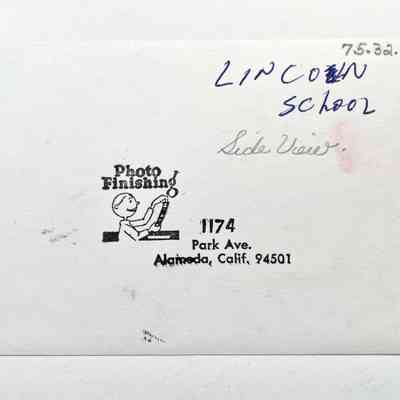 75.32.
LINCOLN
SCHOOL
Side View.
Photo
Finishing
1174
Park Ave.
Alameda, Calif. 94501